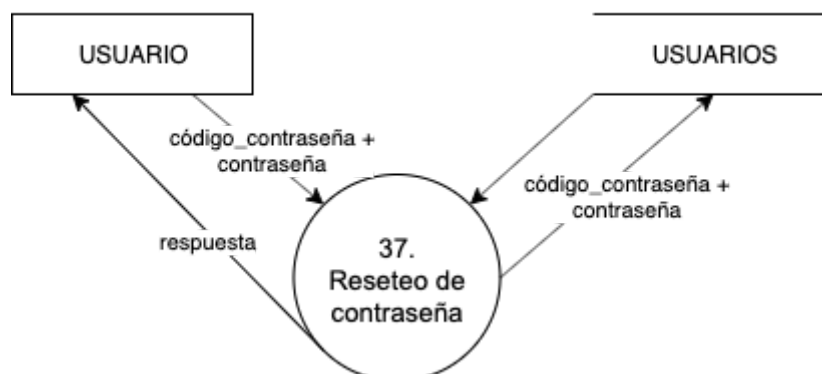 USUARIO
USUARIOS
código_contraseña +
contraseña
código_contraseña +
contraseña
respuesta
37.
Reseteo de
contraseña